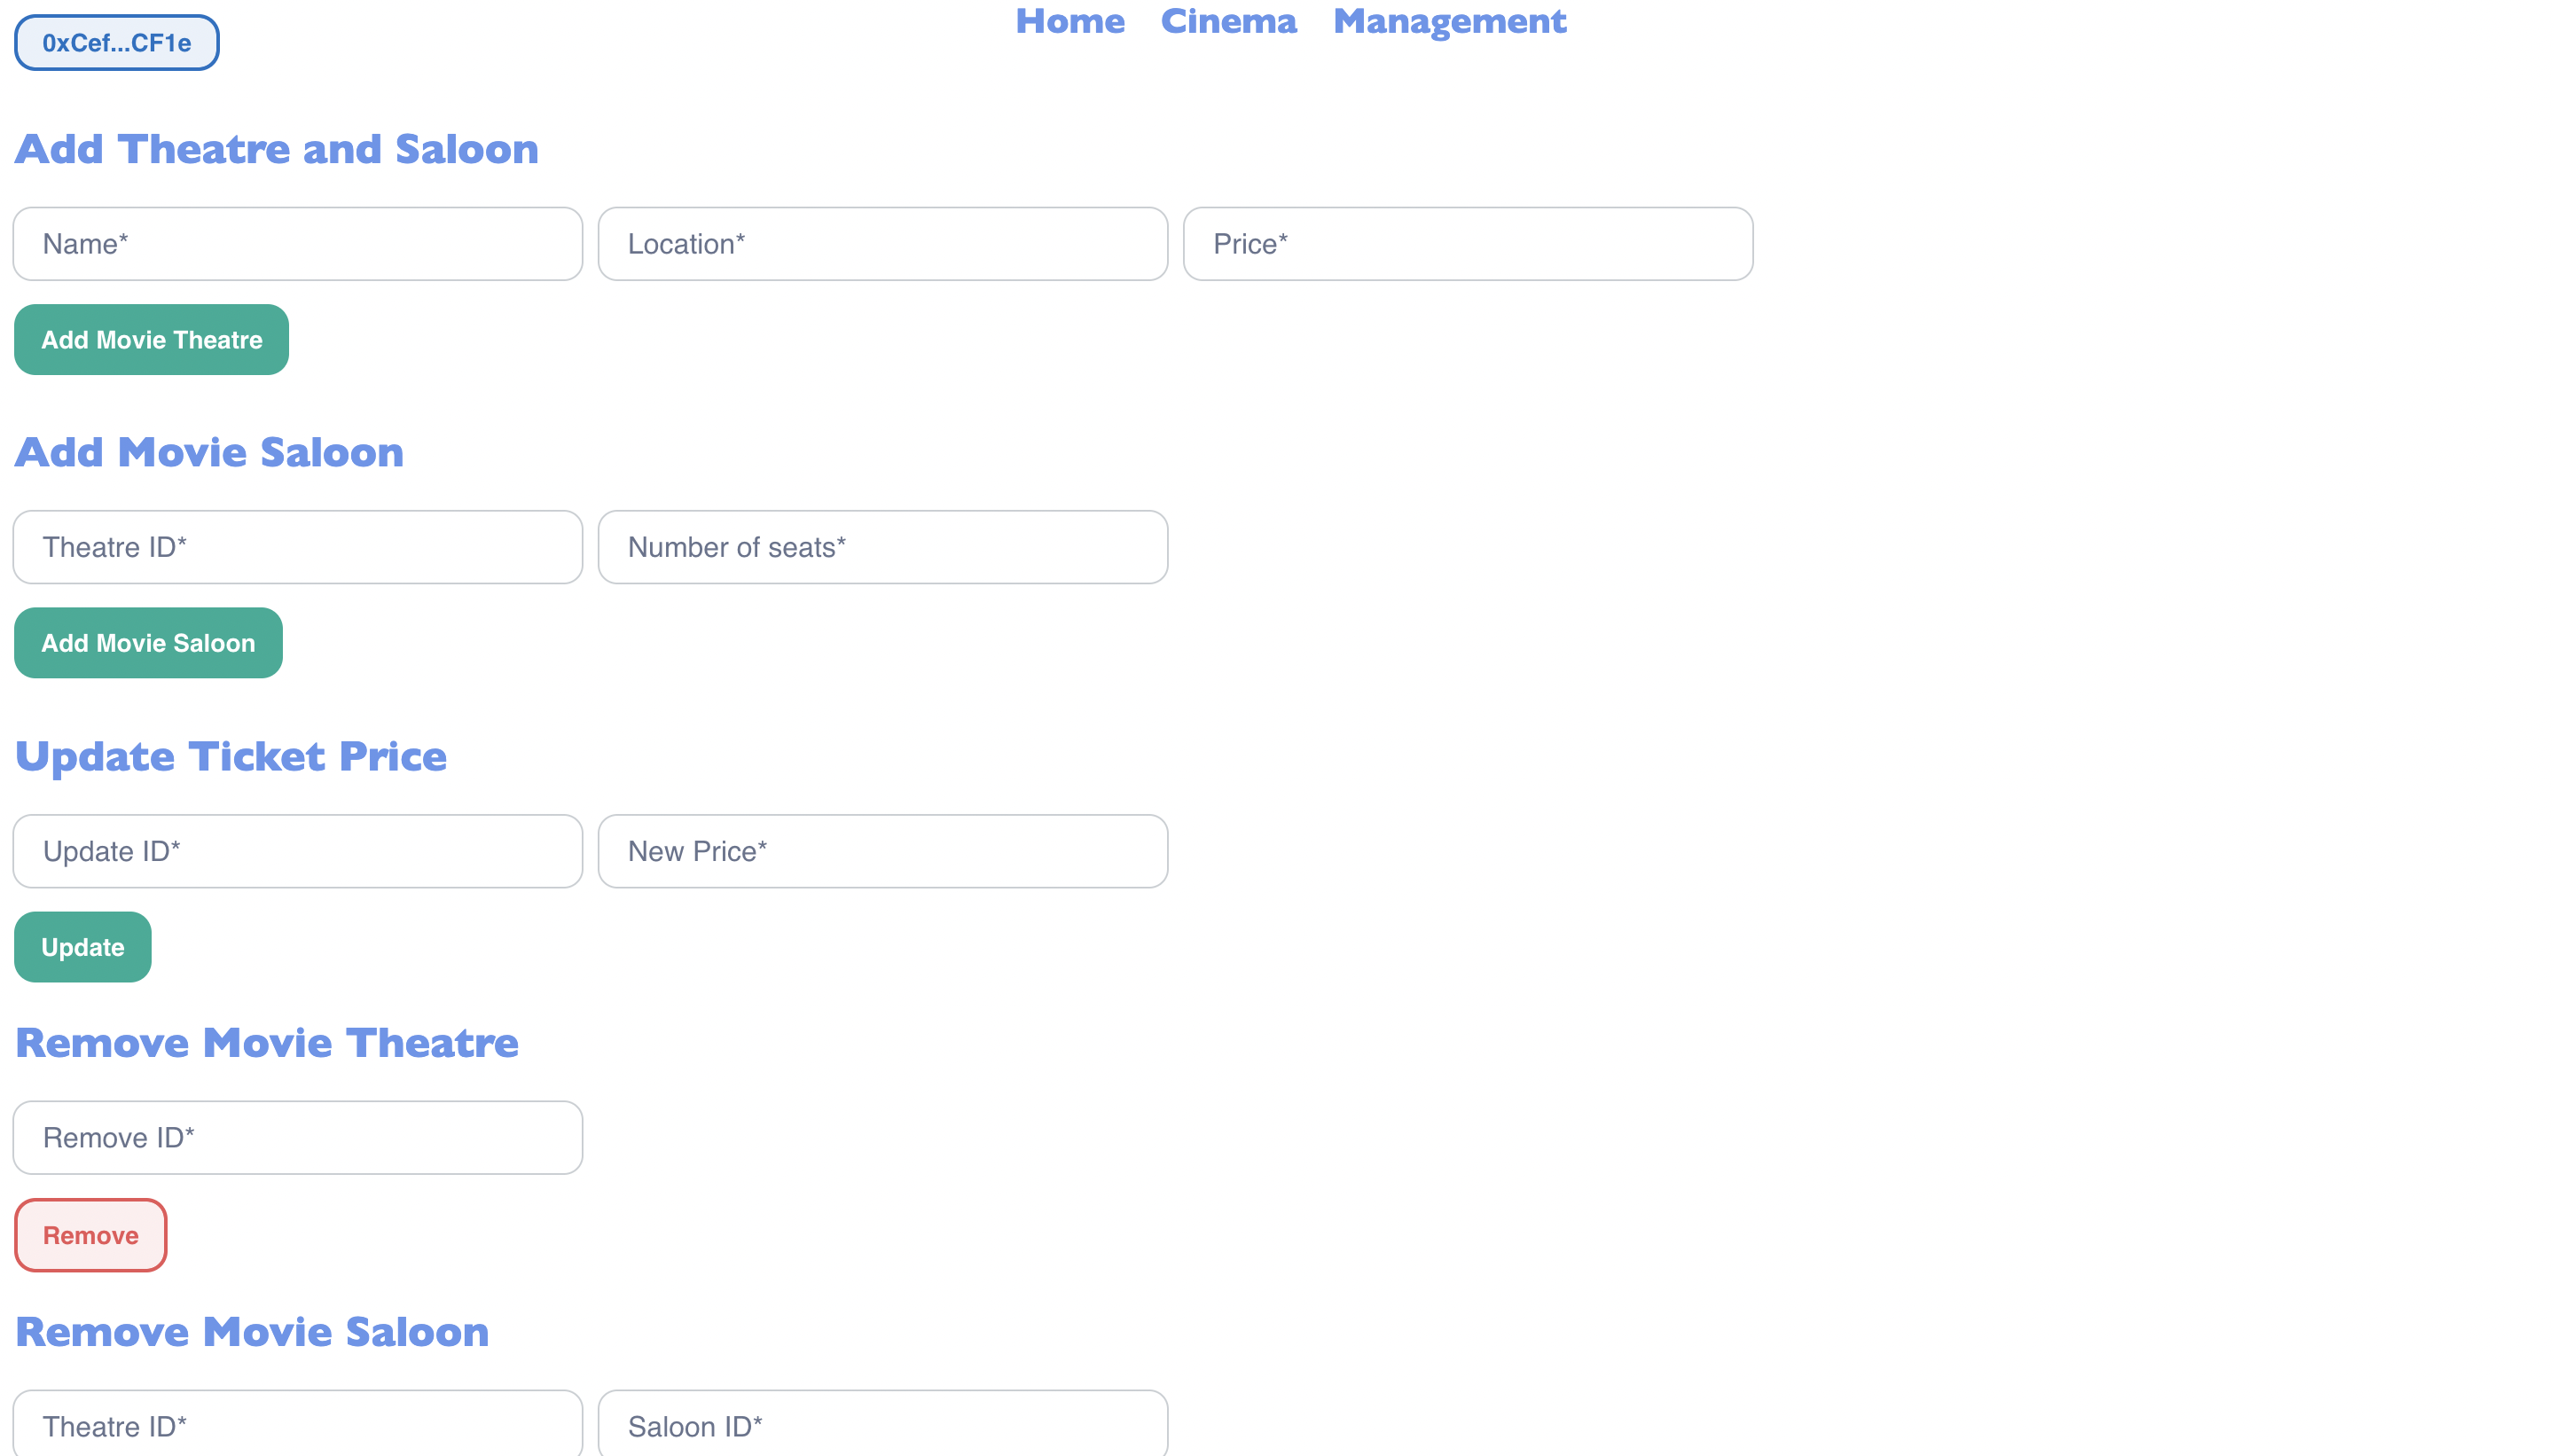 0xCef...CF1e
Home Cinema Management
Add Theatre and Saloon
Name* Location* Price*
Add Movie Theatre
Add Movie Saloon
Theatre ID* Number of seats*
Add Movie Saloon
Update Ticket Price
Update ID* New Price*
Update
Remove Movie Theatre
Remove ID*
Remove
Remove Movie Saloon
Theatre ID* Saloon ID*